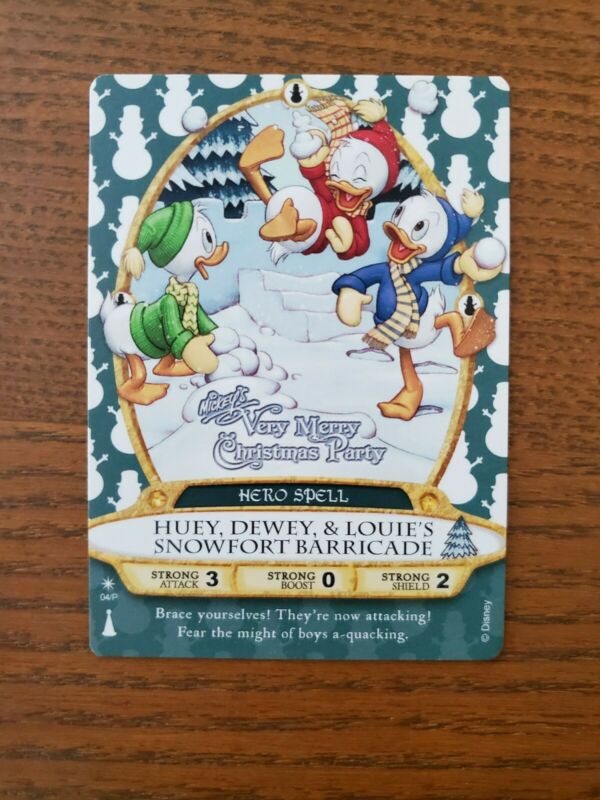 Mickey's
Very Merry
Christmas Party
HERO SPELL
HUEY, DEWEY, & LOUIE'S
SNOWFORT BARRICADE
STRONG ATTACK 3 STRONG BOOST 0 STRONG SHIELD 2
04/P
Brace yourselves! They're now attacking!
Fear the might of boys a-quacking.
© Disney